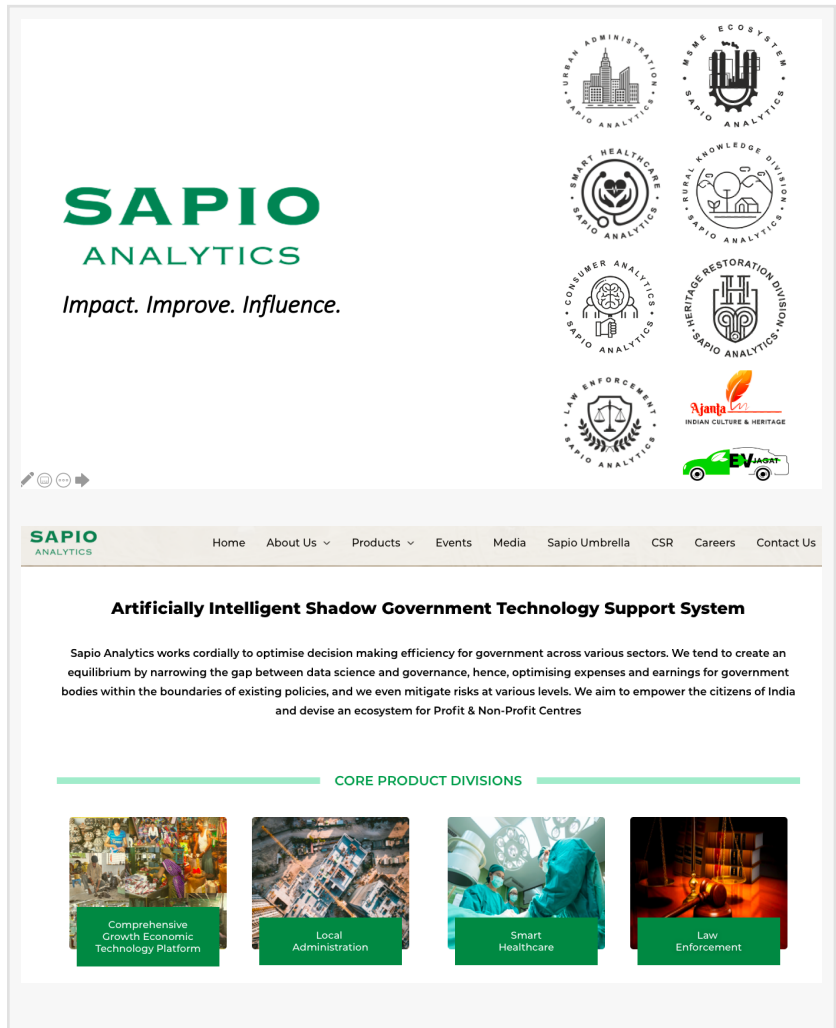 URBAN ADMINISTRATION
• SAPIO ANALYTICS •
MSME ECOSYSTEM
• SAPIO ANALYTICS •
SMART HEALTHCARE
• SAPIO ANALYTICS •
RURAL KNOWLEDGE DIVISION
• SAPIO ANALYTICS •
SAPIO
ANALYTICS
Impact. Improve. Influence.
CONSUMER ANALYTICS
• SAPIO ANALYTICS •
HERITAGE RESTORATION DIVISION
• SAPIO ANALYTICS •
LAW ENFORCEMENT
• SAPIO ANALYTICS •
Ajanta
INDIAN CULTURE & HERITAGE
EV JAGAT
SAPIO
ANALYTICS
Home About Us Products Events Media Sapio Umbrella CSR Careers Contact Us
Artificially Intelligent Shadow Government Technology Support System
Sapio Analytics works cordially to optimise decision making efficiency for government across various sectors. We tend to create an
equilibrium by narrowing the gap between data science and governance, hence, optimising expenses and earnings for government
bodies within the boundaries of existing policies, and we even mitigate risks at various levels. We aim to empower the citizens of India
and devise an ecosystem for Profit & Non-Profit Centres
CORE PRODUCT DIVISIONS
Comprehensive
Growth Economic
Technology Platform
Local
Administration
Smart
Healthcare
Law
Enforcement